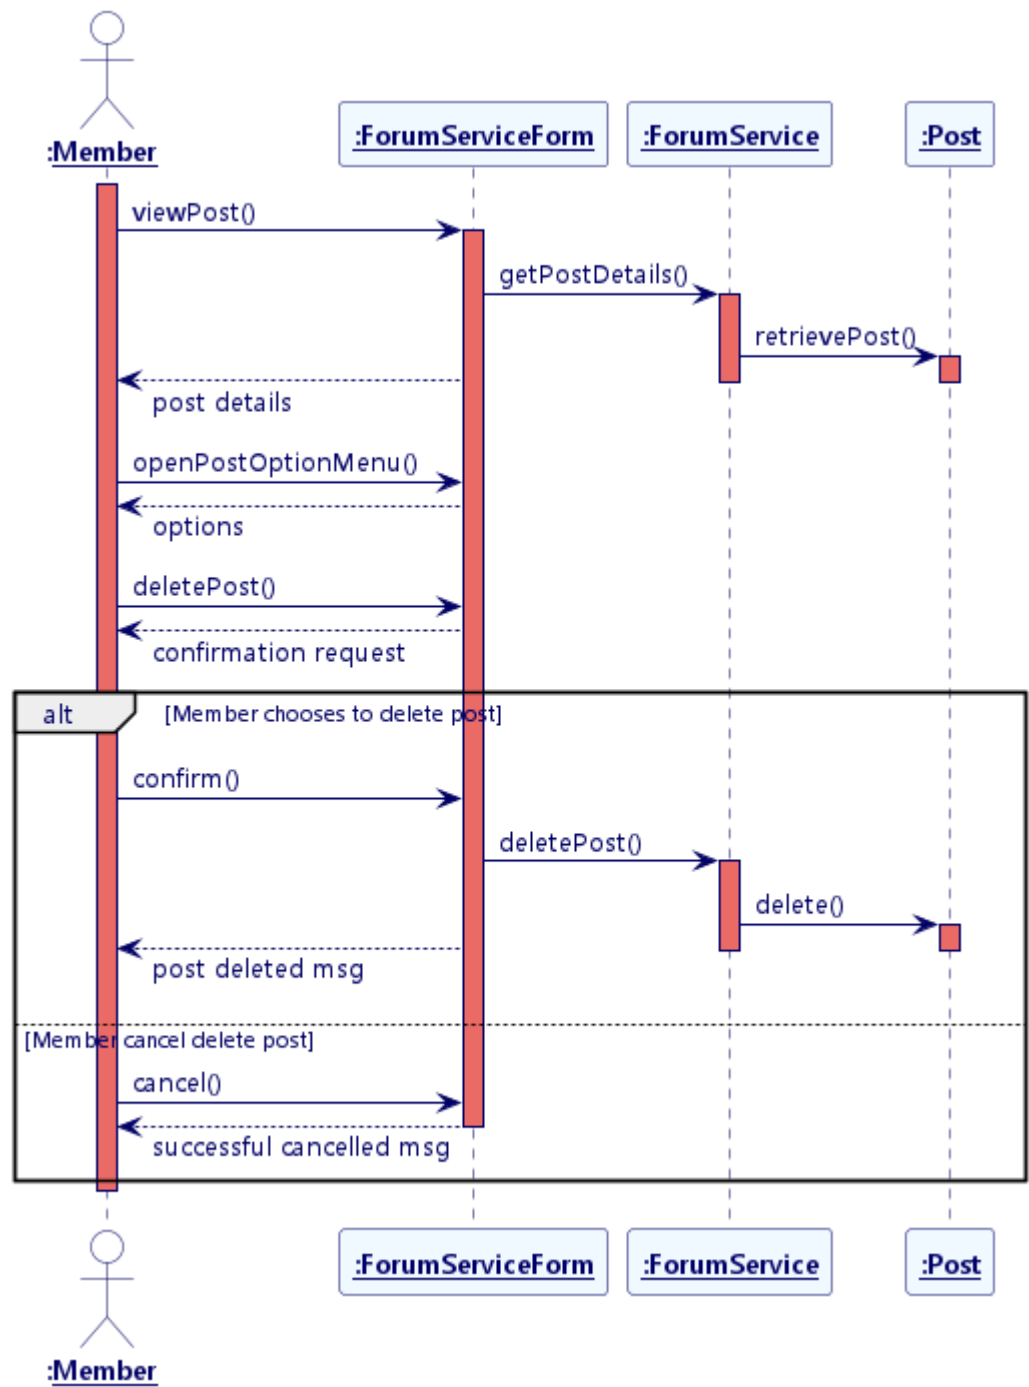 :Member
:ForumServiceForm
:ForumService
:Post
viewPost()
getPostDetails()
retrievePost()
post details
openPostOptionMenu()
options
deletePost()
confirmation request
alt
[Member chooses to delete post]
confirm()
deletePost()
delete()
post deleted msg
[Member cancel delete post]
cancel()
successful cancelled msg
:ForumServiceForm
:ForumService
:Post
:Member